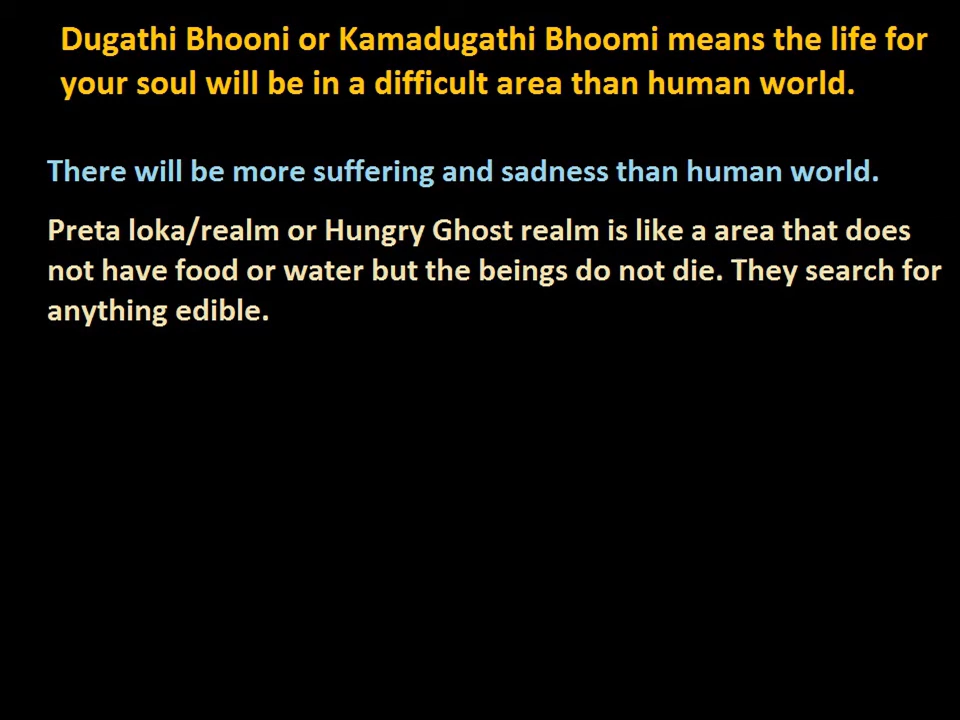 Dugathi Bhooni or Kamadugathi Bhoomi means the life for
your soul will be in a difficult area than human world.
There will be more suffering and sadness than human world.
Preta loka/realm or Hungry Ghost realm is like a area that does
not have food or water but the beings do not die. They search for
anything edible.